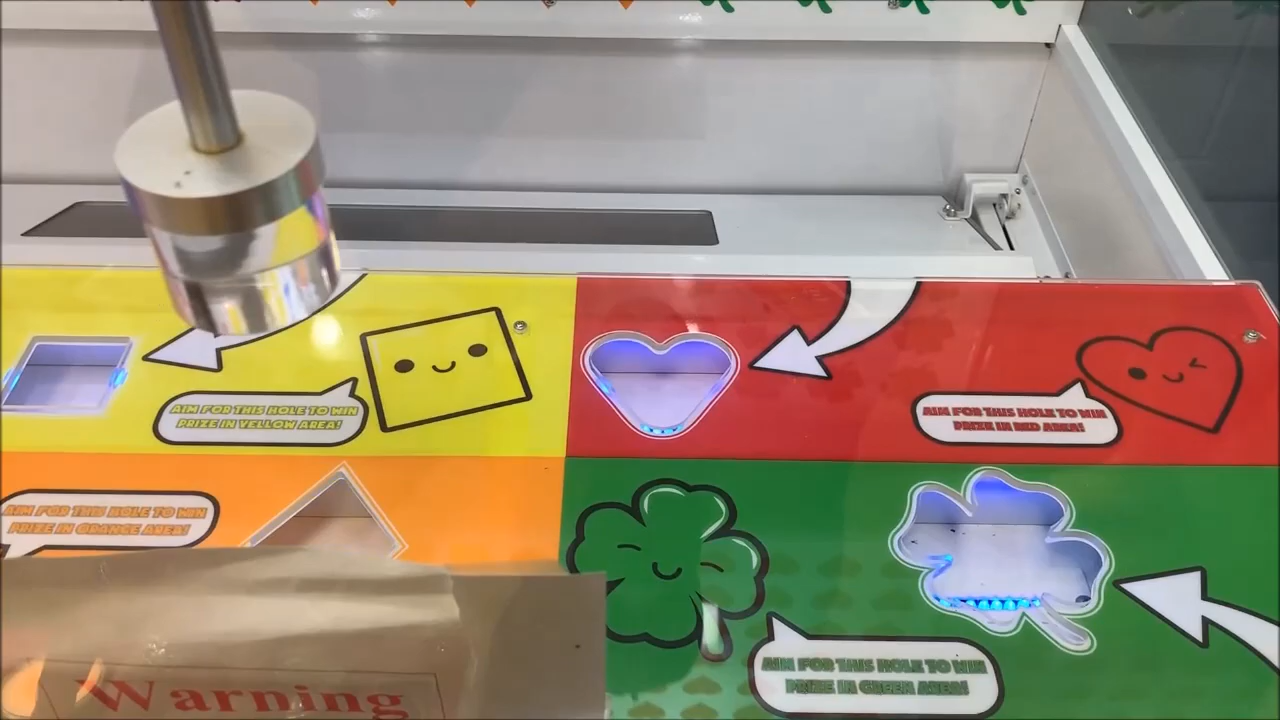 AIM FOR THIS HOLE TO WIN
PRIZE IN YELLOW AREA!
AIM FOR THIS HOLE TO WIN
PRIZE IN RED AREA!
AIM FOR THIS HOLE TO WIN
PRIZE IN ORANGE AREA!
AIM FOR THIS HOLE TO WIN
PRIZE IN GREEN AREA!
Warning